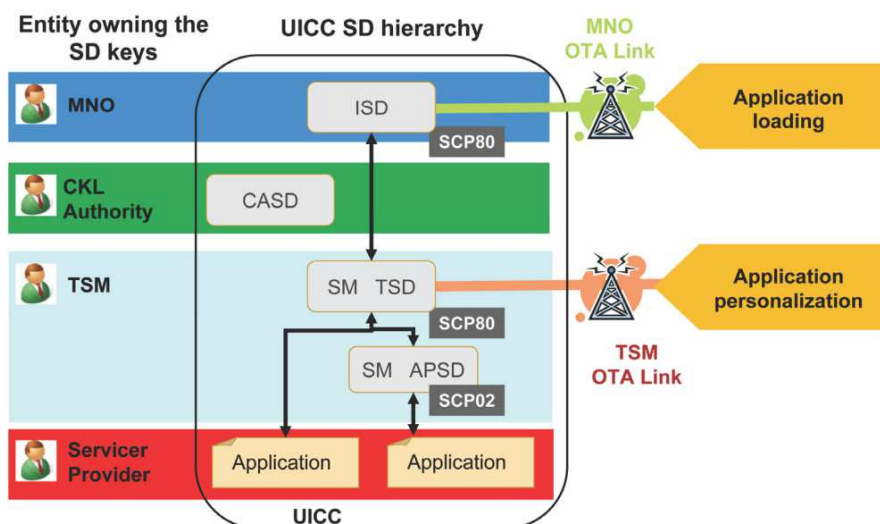 Entity owning the
SD keys
UICC SD hierarchy
MNO
OTA Link
MNO
ISD
SCP80
Application
loading
CKL
Authority
CASD
TSM
SM TSD
SCP80
Application
personalization
TSM
OTA Link
SM APSD
SCP02
Servicer
Provider
Application
Application
UICC